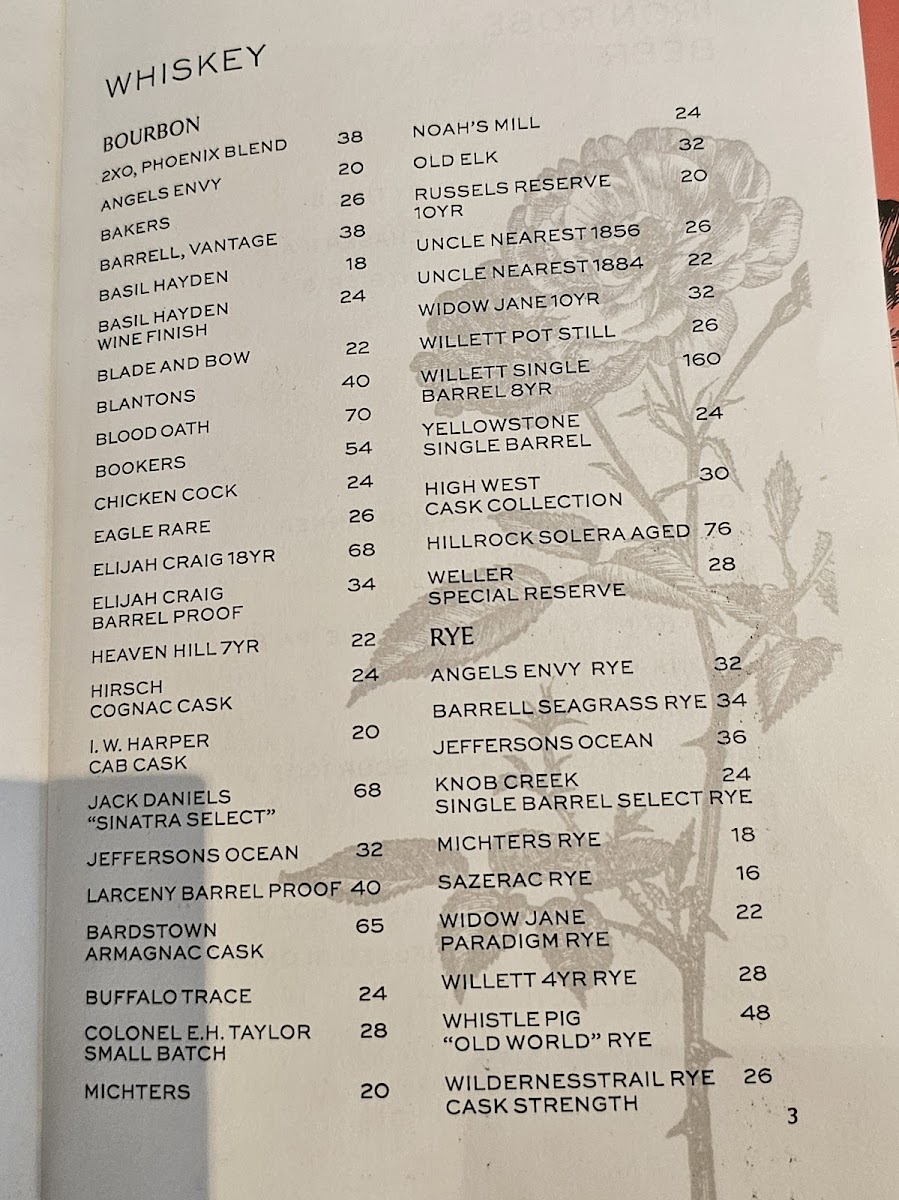 WHISKEY
BOURBON
2XO, PHOENIX BLEND 38
ANGELS ENVY 20
BAKERS 26
BARRELL, VANTAGE 38
BASIL HAYDEN 18
BASIL HAYDEN 24
WINE FINISH
BLADE AND BOW 22
BLANTONS 40
BLOOD OATH 70
BOOKERS 54
CHICKEN COCK 24
EAGLE RARE 26
ELIJAH CRAIG 18YR 68
ELIJAH CRAIG 34
BARREL PROOF
HEAVEN HILL 7YR 22
HIRSCH 24
COGNAC CASK
I. W. HARPER 20
CAB CASK
JACK DANIELS 68
“SINATRA SELECT”
JEFFERSONS OCEAN 32
LARCENY BARREL PROOF 40
BARDSTOWN 65
ARMAGNAC CASK
BUFFALO TRACE 24
COLONEL E.H. TAYLOR 28
SMALL BATCH
MICHTERS 20
NOAH'S MILL 24
OLD ELK 32
RUSSELS RESERVE 20
10YR
UNCLE NEAREST 1856 26
UNCLE NEAREST 1884 22
WIDOW JANE 10YR 32
WILLETT POT STILL 26
WILLETT SINGLE 160
BARREL 8YR
YELLOWSTONE 24
SINGLE BARREL
HIGH WEST 30
CASK COLLECTION
HILLROCK SOLERA AGED 76
WELLER 28
SPECIAL RESERVE
RYE
ANGELS ENVY RYE 32
BARRELL SEAGRASS RYE 34
JEFFERSONS OCEAN 36
KNOB CREEK 24
SINGLE BARREL SELECT RYE
MICHTERS RYE 18
SAZERAC RYE 16
WIDOW JANE 22
PARADIGM RYE
WILLETT 4YR RYE 28
WHISTLE PIG 48
“OLD WORLD” RYE
WILDERNESSTRAIL RYE 26
CASK STRENGTH
3